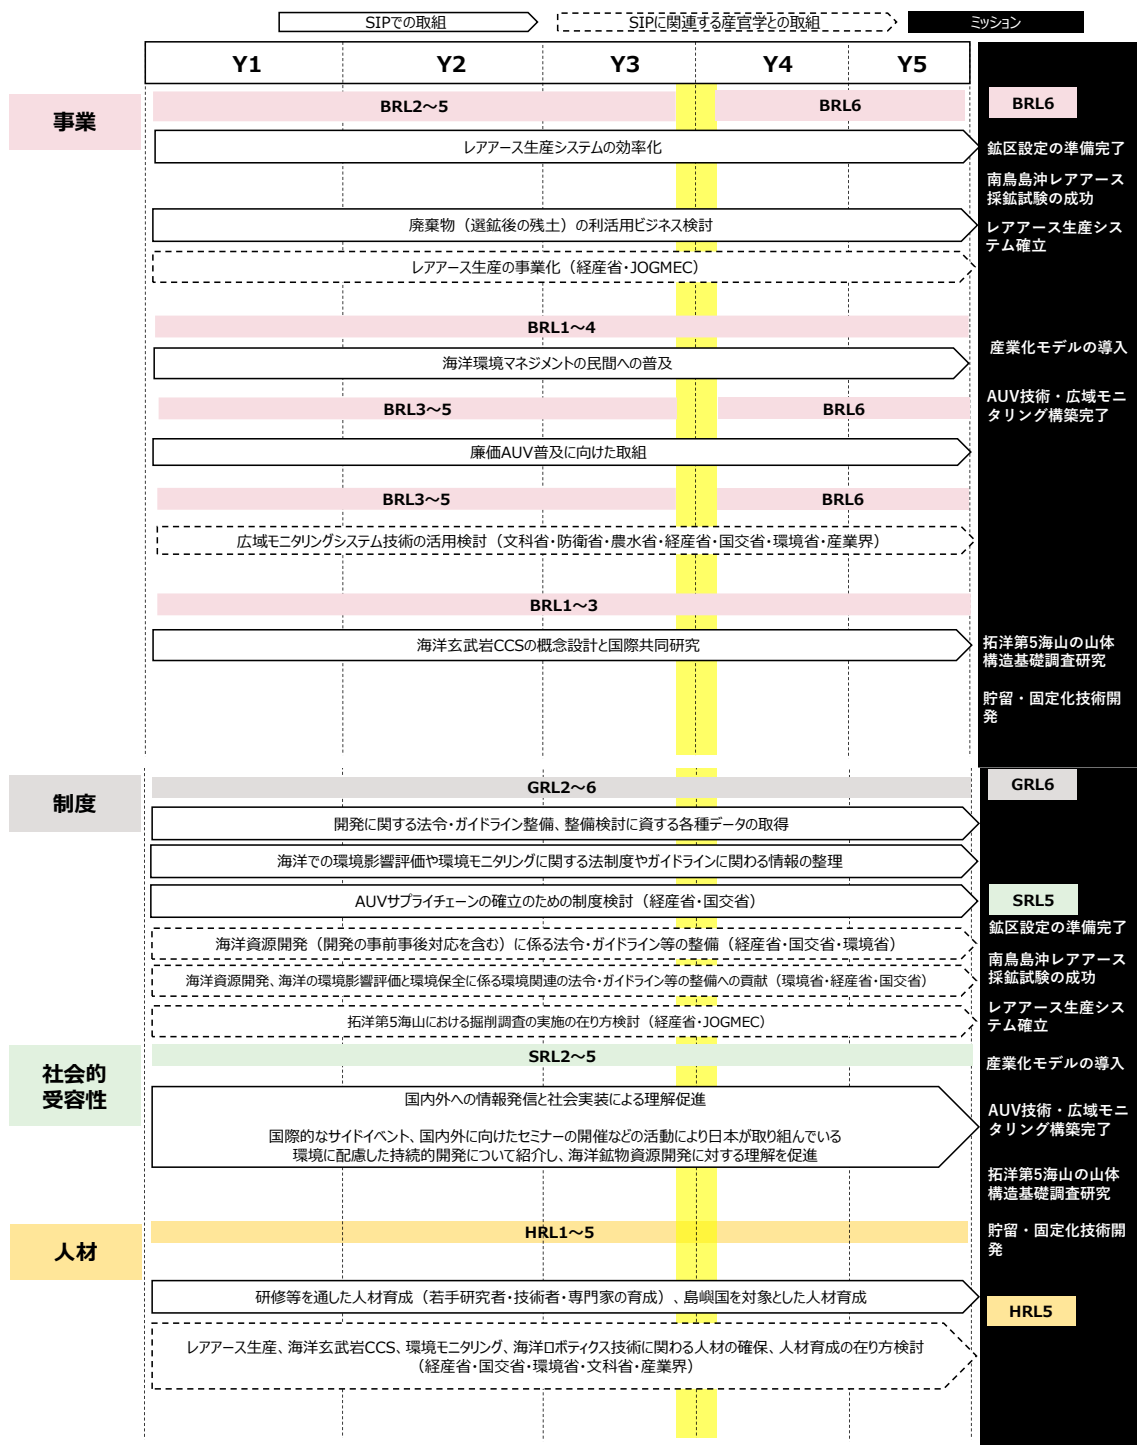 SIPでの取組
SIPに関連する産官学との取組
ミッション
Y1
Y2
Y3
Y4
Y5
事業
BRL2～5
BRL6
BRL6
レアアース生産システムの効率化
鉱区設定の準備完了
南鳥島沖レアアース
採鉱試験の成功
廃棄物（選鉱後の残土）の利活用ビジネス検討
レアアース生産シス
テム確立
レアアース生産の事業化（経産省・JOGMEC）
BRL1～4
海洋環境マネジメントの民間への普及
産業化モデルの導入
BRL3～5
BRL6
AUV技術・広域モニ
タリング構築完了
廉価AUV普及に向けた取組
BRL3～5
BRL6
広域モニタリングシステム技術の活用検討（文科省・防衛省・農水省・経産省・国交省・環境省・産業界）
BRL1～3
海洋玄武岩CCSの概念設計と国際共同研究
拓洋第5海山の山体
構造基礎調査研究
貯留・固定化技術開
発
制度
GRL2～6
GRL6
開発に関する法令・ガイドライン整備、整備検討に資する各種データの取得
海洋での環境影響評価や環境モニタリングに関する法制度やガイドラインに関わる情報の整理
AUVサプライチェーンの確立のための制度検討（経産省・国交省）
SRL5
鉱区設定の準備完了
海洋資源開発（開発の事前事後対応を含む）に係る法令・ガイドライン等の整備（経産省・国交省・環境省）
南鳥島沖レアアース
採鉱試験の成功
海洋資源開発、海洋の環境影響評価と環境保全に係る環境関連の法令・ガイドライン等の整備への貢献（環境省・経産省・国交省）
レアアース生産シス
テム確立
拓洋第5海山における掘削調査の実施の在り方検討（経産省・JOGMEC）
社会的
受容性
SRL2～5
産業化モデルの導入
国内外への情報発信と社会実装による理解促進
国際的なサイドイベント、国内外に向けたセミナーの開催などの活動により日本が取り組んでいる
環境に配慮した持続的開発について紹介し、海洋鉱物資源開発に対する理解を促進
AUV技術・広域モニ
タリング構築完了
拓洋第5海山の山体
構造基礎調査研究
人材
HRL1～5
貯留・固定化技術開
発
研修等を通した人材育成（若手研究者・技術者・専門家の育成）、島嶼国を対象とした人材育成
HRL5
レアアース生産、海洋玄武岩CCS、環境モニタリング、海洋ロボティクス技術に関わる人材の確保、人材育成の在り方検討
（経産省・国交省・環境省・文科省・産業界）